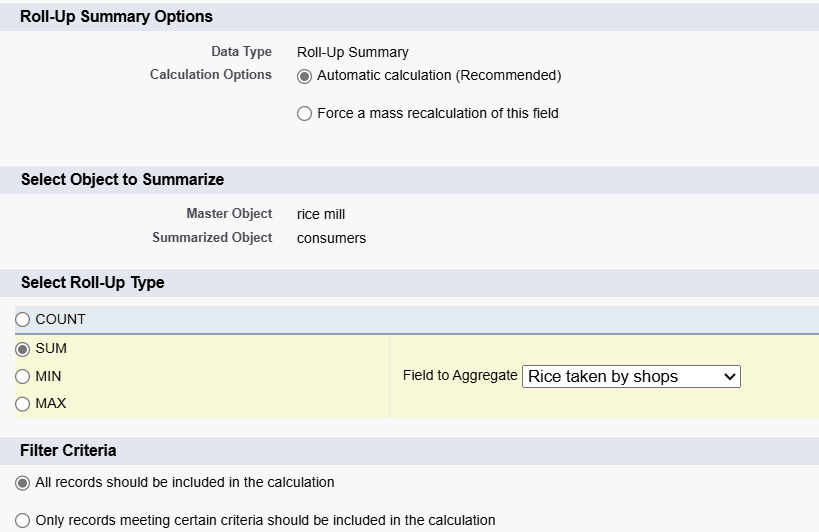 Roll-Up Summary Options
Data Type Roll-Up Summary
Calculation Options Automatic calculation (Recommended)
Force a mass recalculation of this field
Select Object to Summarize
Master Object rice mill
Summarized Object consumers
Select Roll-Up Type
COUNT
SUM
MIN Field to Aggregate Rice taken by shops
MAX
Filter Criteria
All records should be included in the calculation
Only records meeting certain criteria should be included in the calculation